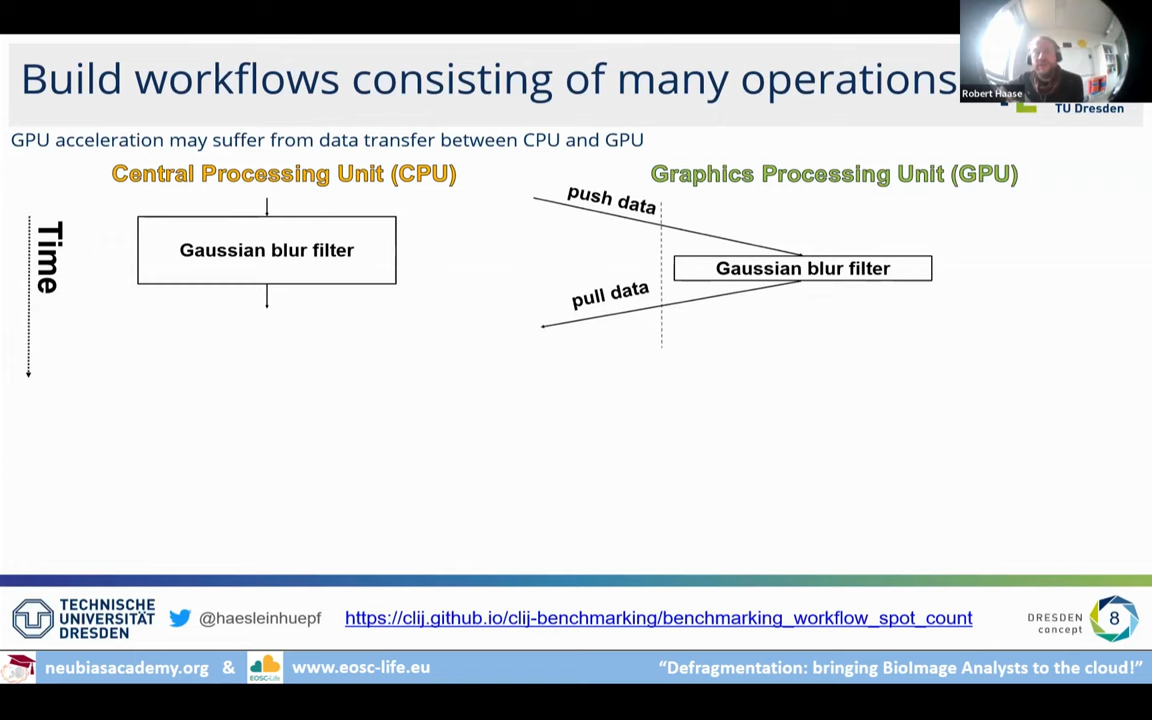 Build workflows consisting of many operations
Robert Haase
TU Dresden
GPU acceleration may suffer from data transfer between CPU and GPU
Central Processing Unit (CPU)
Graphics Processing Unit (GPU)
Time
Gaussian blur filter
push data
Gaussian blur filter
pull data
TECHNISCHE
UNIVERSITÄT
DRESDEN
@haesleinhuepf
https://clij.github.io/clij-benchmarking/benchmarking_workflow_spot_count
DRESDEN
concept
8
neubiasacademy.org &
EOSC-Life
www.eosc-life.eu
“Defragmentation: bringing BioImage Analysts to the cloud!”